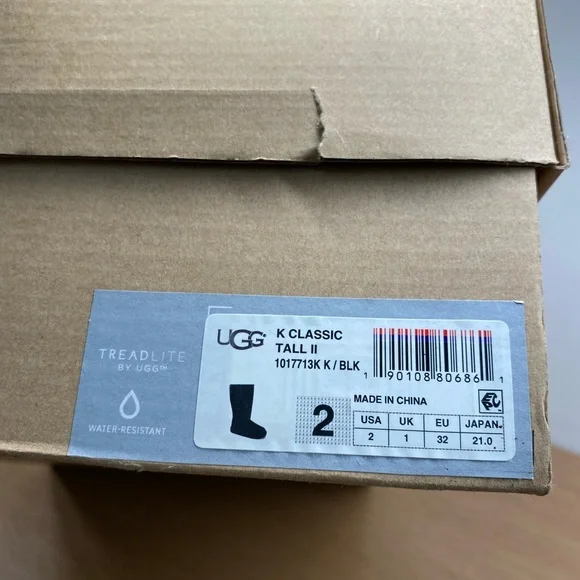 TREADLITE
BY UGG™
WATER-RESISTANT
UGG
K CLASSIC
TALL II
1017713K K / BLK
1 90108 80686 1
2
MADE IN CHINA
USA UK EU JAPAN
2 1 32 21.0